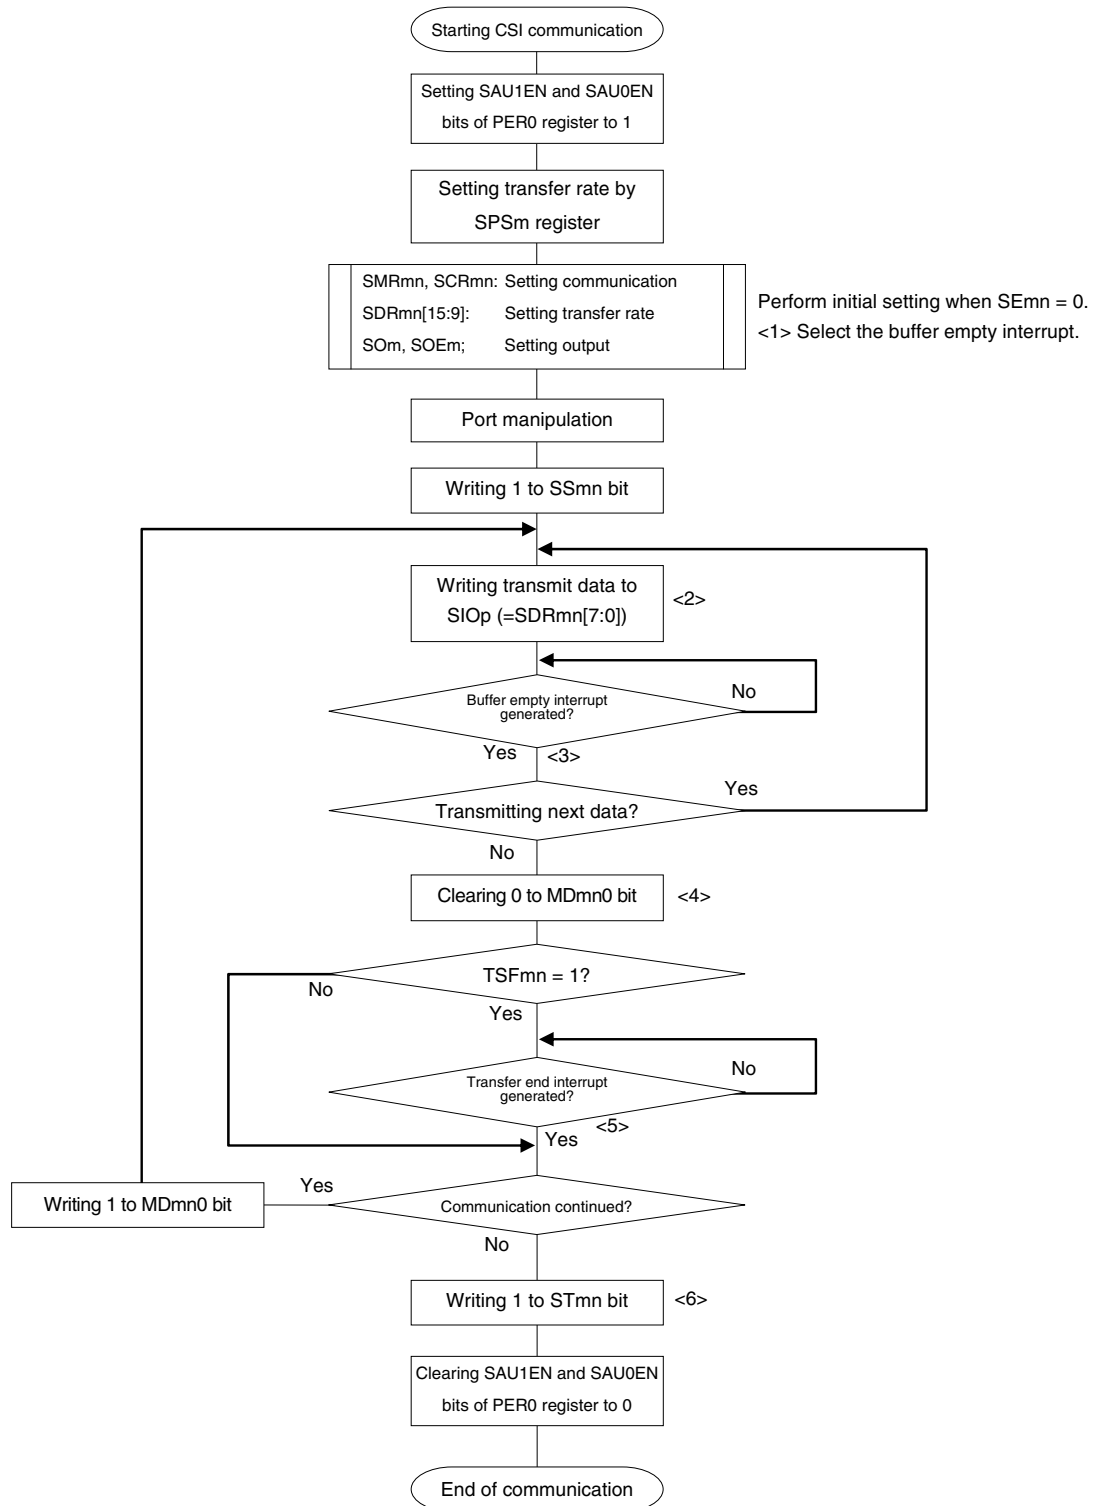 Starting CSI communication
Setting SAU1EN and SAU0EN
bits of PER0 register to 1
Setting transfer rate by
SPSm register
SMRmn, SCRmn: Setting communication
SDRmn[15:9]: Setting transfer rate
SOm, SOEm; Setting output
Perform initial setting when SEmn = 0.
<1> Select the buffer empty interrupt.
Port manipulation
Writing 1 to SSmn bit
Writing transmit data to
SIOp (=SDRmn[7:0])
<2>
Buffer empty interrupt
generated?
No
Yes
<3>
Transmitting next data?
Yes
No
Clearing 0 to MDmn0 bit
<4>
TSFmn = 1?
No
Yes
Transfer end interrupt
generated?
No
Yes
<5>
Communication continued?
Yes
Writing 1 to MDmn0 bit
No
Writing 1 to STmn bit
<6>
Clearing SAU1EN and SAU0EN
bits of PER0 register to 0
End of communication